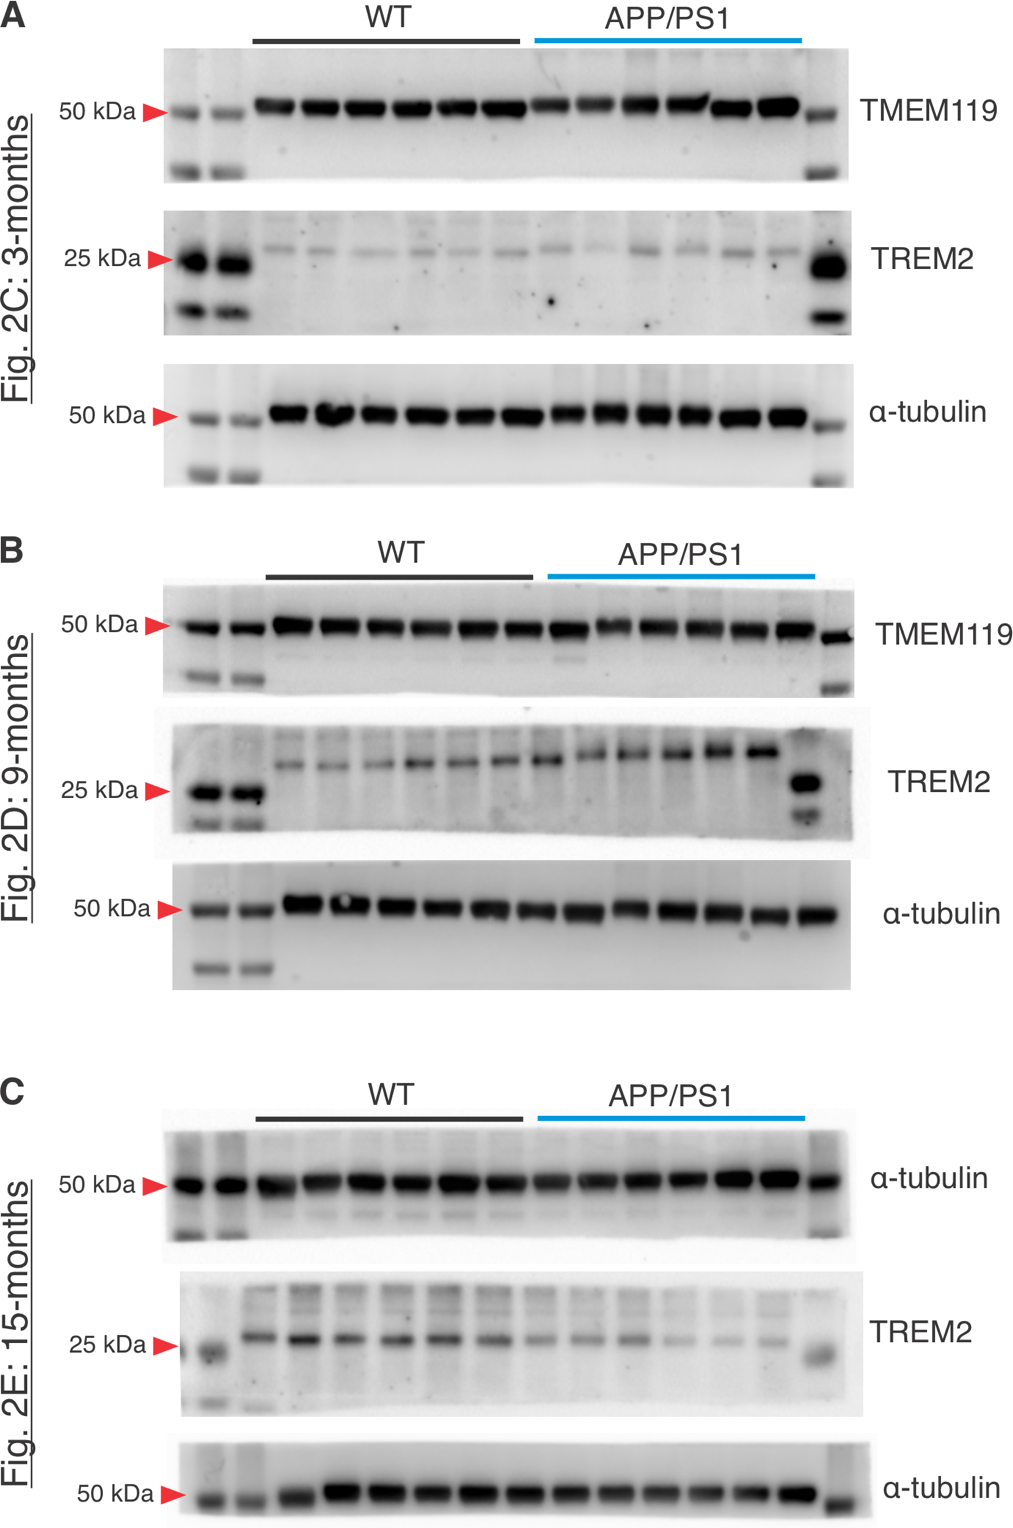 A
WT
APP/PS1
Fig. 2C: 3-months
50 kDa
TMEM119
25 kDa
TREM2
50 kDa
α-tubulin
B
WT
APP/PS1
Fig. 2D: 9-months
50 kDa
TMEM119
25 kDa
TREM2
50 kDa
α-tubulin
C
WT
APP/PS1
Fig. 2E: 15-months
50 kDa
α-tubulin
25 kDa
TREM2
50 kDa
α-tubulin